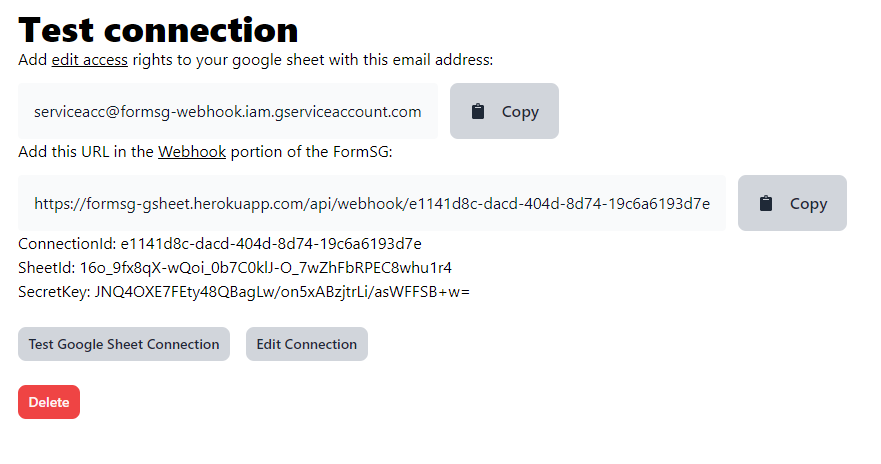 Test connection
Add edit access rights to your google sheet with this email address:
serviceacc@formsg-webhook.iam.gserviceaccount.com
Copy
Add this URL in the Webhook portion of the FormSG:
https://formsg-gsheet.herokuapp.com/api/webhook/e1141d8c-dacd-404d-8d74-19c6a6193d7e
Copy
ConnectionId: e1141d8c-dacd-404d-8d74-19c6a6193d7e
SheetId: 16o_9fx8qX-wQoi_0b7C0klJ-O_7wZhFbRPEC8whu1r4
SecretKey: JNQ4OXE7FEty48QBagLw/on5xABzjtrLi/asWFFSB+w=
Test Google Sheet Connection
Edit Connection
Delete